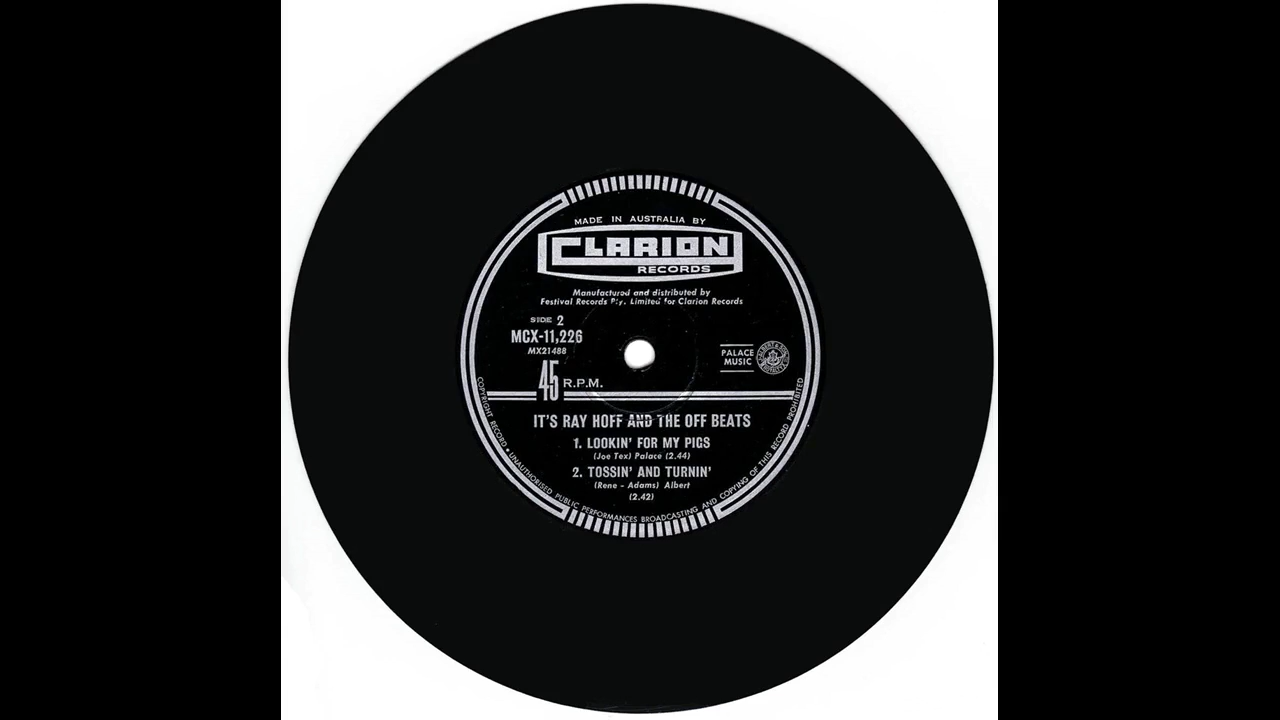 MADE IN AUSTRALIA BY
CLARION
RECORDS
Manufactured and distributed by
Festival Records Pty. Limited for Clarion Records
SIDE 2
MCX-11,226
MX21488
45 R.P.M.
PALACE
MUSIC
IT'S RAY HOFF AND THE OFF BEATS
1. LOOKIN' FOR MY PIGS
(Joe Tex) Palace (2.44)
2. TOSSIN' AND TURNIN'
(Rene - Adams) Albert
(2.42)
COPYRIGHT RECORD • UNAUTHORISED PUBLIC PERFORMANCES BROADCASTING AND COPYING OF THIS RECORD PROHIBITED